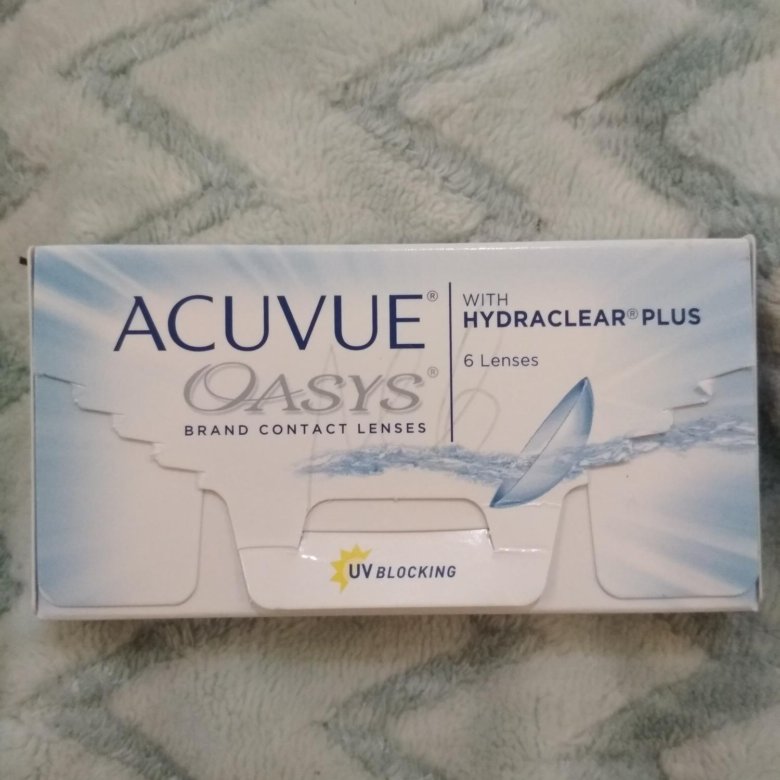 ACUVUE®
OASYS®
BRAND CONTACT LENSES
WITH
HYDRACLEAR® PLUS
6 Lenses
UV BLOCKING